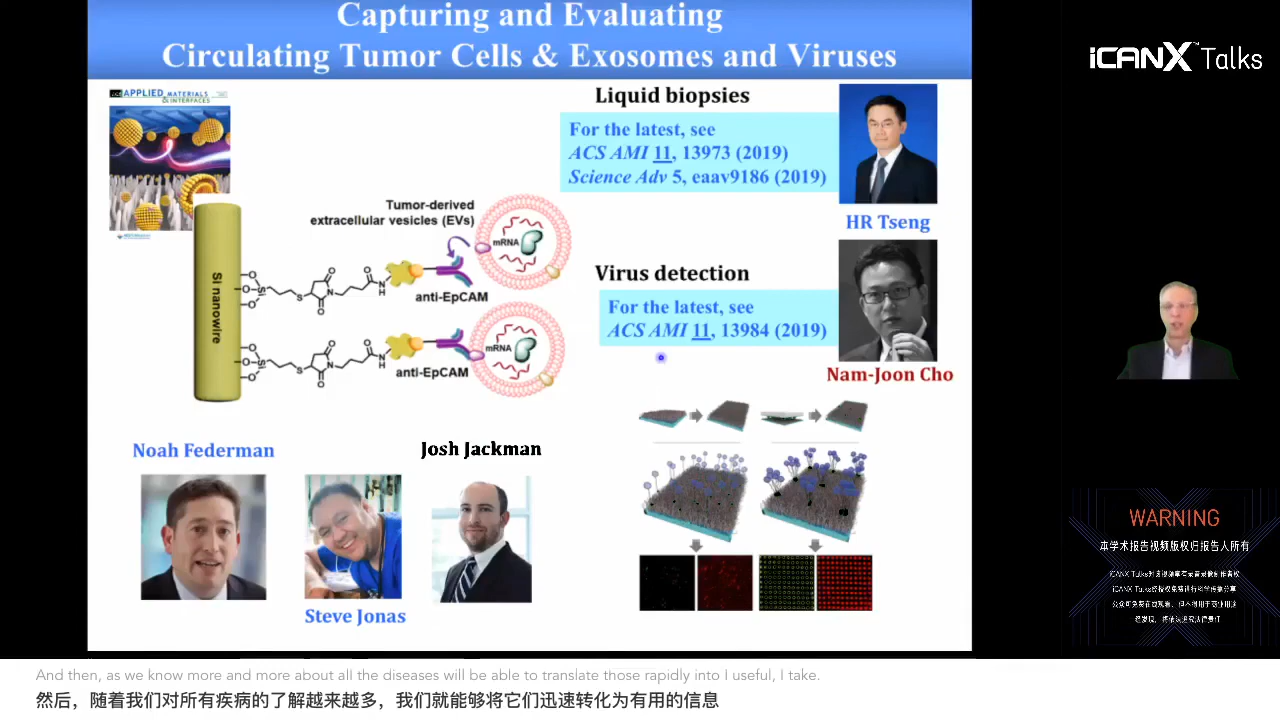 Capturing and Evaluating
Circulating Tumor Cells & Exosomes and Viruses
iCANX Talks
APPLIED MATERIALS
& INTERFACES
Liquid biopsies
For the latest, see
ACS AMI 11, 13973 (2019)
Science Adv 5, eaav9186 (2019)
HR Tseng
Tumor-derived
extracellular vesicles (EVs)
mRNA
Si nanowire
O
O
O
Si
S
O
O
N
O
N
H
anti-EpCAM
Virus detection
For the latest, see
ACS AMI 11, 13984 (2019)
Nam-Joon Cho
O
O
O
Si
S
O
O
N
O
N
H
mRNA
anti-EpCAM
Noah Federman
Josh Jackman
Steve Jonas
WARNING
本学术报告视频版权归报告人所有
And then, as we know more and more about all the diseases will be able to translate those rapidly into I useful, I take.
然后，随着我们对所有疾病的了解越来越多，我们就能够将它们迅速转化为有用的信息